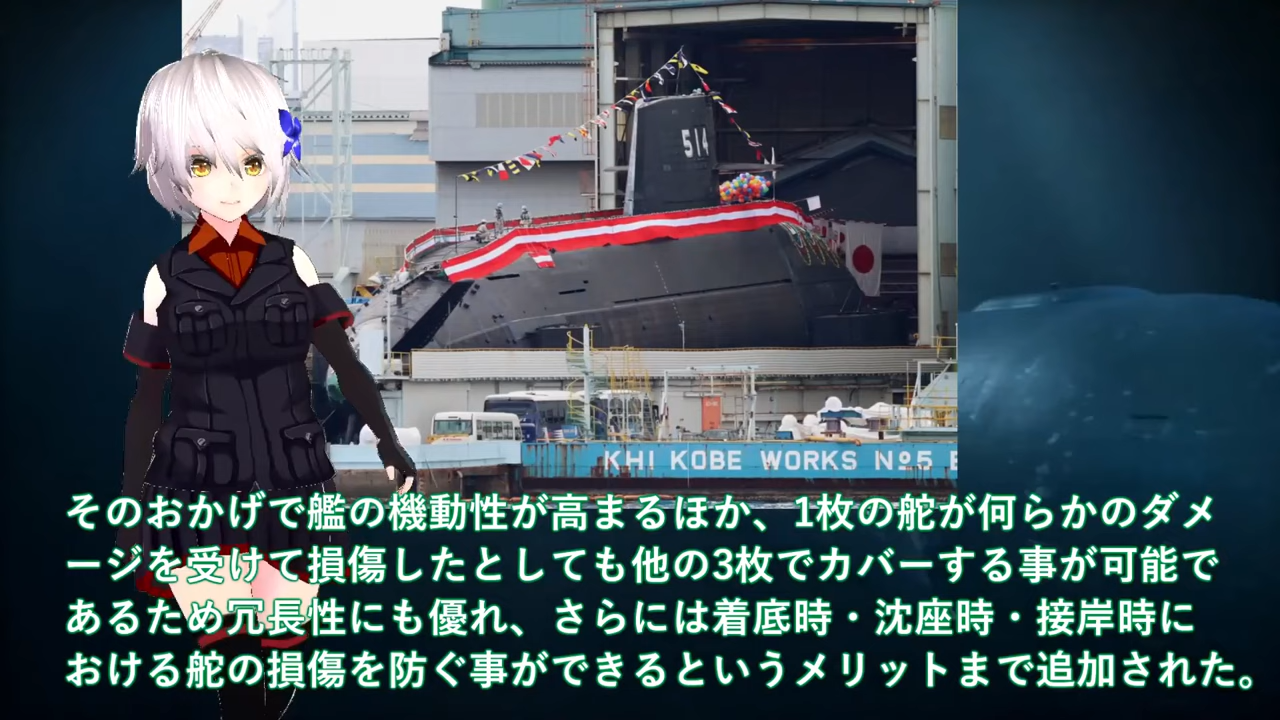 514
KHI KOBE WORKS Nº5
そのおかげで艦の機動性が高まるほか、1枚の舵が何らかのダメ
ージを受けて損傷したとしても他の3枚でカバーする事が可能で
あるため冗長性にも優れ、さらには着底時・沈座時・接岸時に
おける舵の損傷を防ぐ事ができるというメリットまで追加された。